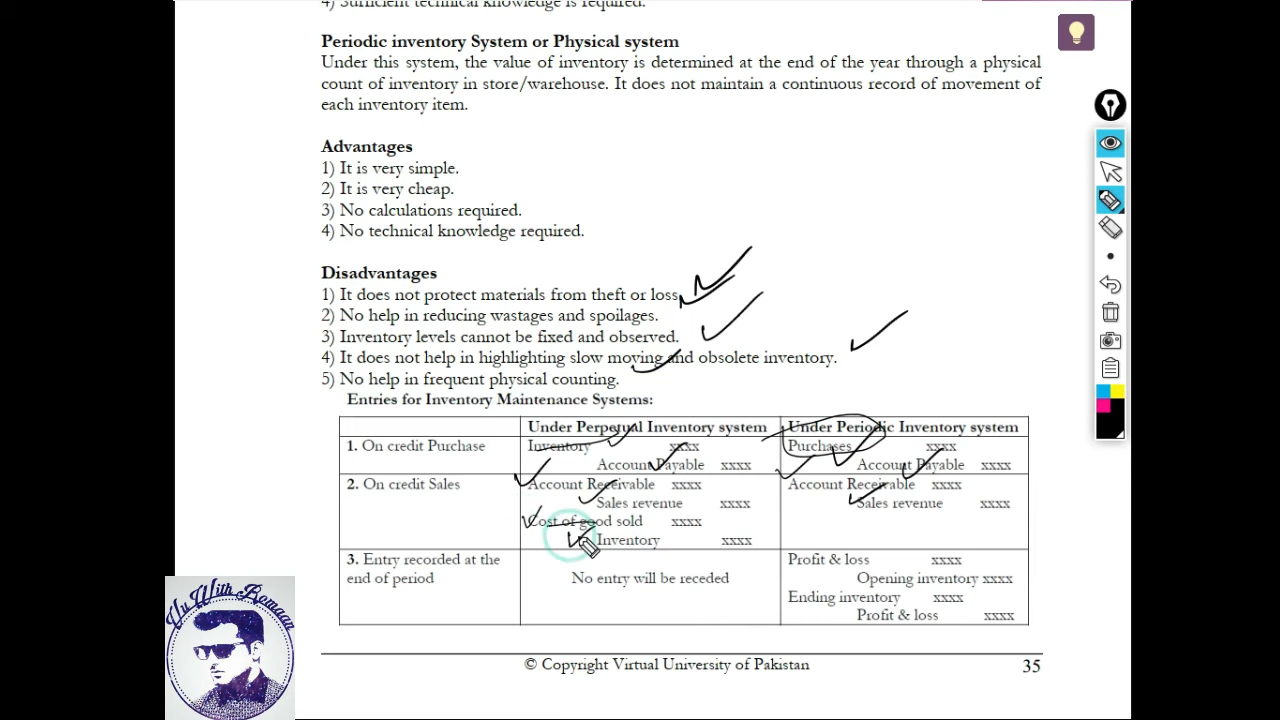 4) Sufficient technical knowledge is required.
Periodic inventory System or Physical system
Under this system, the value of inventory is determined at the end of the year through a physical
count of inventory in store/warehouse. It does not maintain a continuous record of movement of
each inventory item.
Advantages
1) It is very simple.
2) It is very cheap.
3) No calculations required.
4) No technical knowledge required.
Disadvantages
1) It does not protect materials from theft or loss
2) No help in reducing wastages and spoilages.
3) Inventory levels cannot be fixed and observed.
4) It does not help in highlighting slow moving and obsolete inventory.
5) No help in frequent physical counting.
Entries for Inventory Maintenance Systems:
Under Perpetual Inventory system Under Periodic Inventory system
1. On credit Purchase Inventory xxxx Purchases xxxx
Account Payable xxxx Account Payable xxxx
2. On credit Sales Account Receivable xxxx Account Receivable xxxx
Sales revenue xxxx Sales revenue xxxx
Cost of good sold xxxx
Inventory xxxx
3. Entry recorded at the Profit & loss xxxx
end of period No entry will be receded Opening inventory xxxx
Ending inventory xxxx
Profit & loss xxxx
© Copyright Virtual University of Pakistan 35
Vu With Romaan